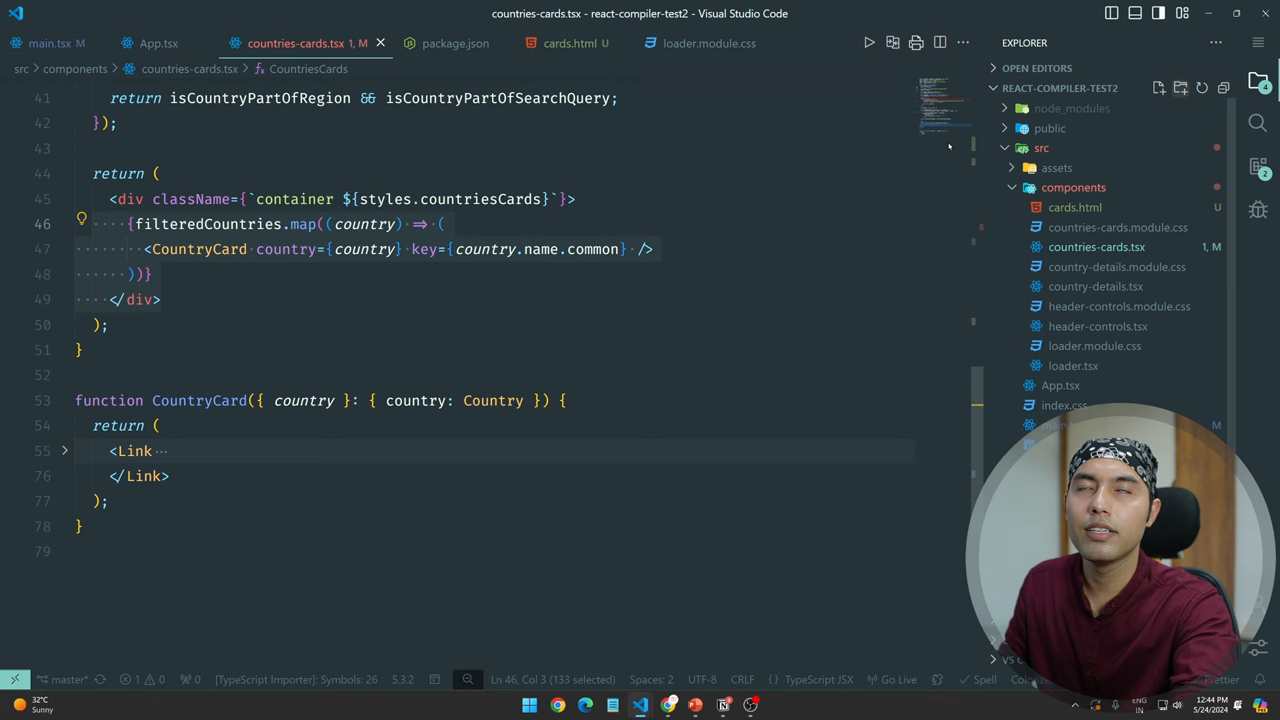 countries-cards.tsx - react-compiler-test2 - Visual Studio Code
main.tsx M App.tsx countries-cards.tsx 1, M package.json cards.html U loader.module.css
EXPLORER
src > components > countries-cards.tsx > CountriesCards
OPEN EDITORS
REACT-COMPILER-TEST2
node_modules
public
src
assets
components
cards.html U
countries-cards.module.css
countries-cards.tsx 1, M
country-details.module.css
country-details.tsx
header-controls.module.css
header-controls.tsx
loader.module.css
loader.tsx
App.tsx
index.css
M
41 return isCountryPartOfRegion && isCountryPartOfSearchQuery;
42 });
43
44 return (
45 <div className={`container ${styles.countriesCards}`}>
46 {filteredCountries.map((country) => (
47 <CountryCard country={country} key={country.name.common} />
48 ))}
49 </div>
50 );
51 }
52
53 function CountryCard({ country }: { country: Country }) {
54 return (
55 <Link ...
76 </Link>
77 );
78 }
79
4
2
master* 1 0 0 [TypeScript Importer]: Symbols: 26 5.3.2 Ln 46, Col 3 (133 selected) Spaces: 2 UTF-8 CRLF {} TypeScript JSX Go Live Spell Prettier
32°C
Sunny
ENG
IN
12:44 PM
5/24/2024